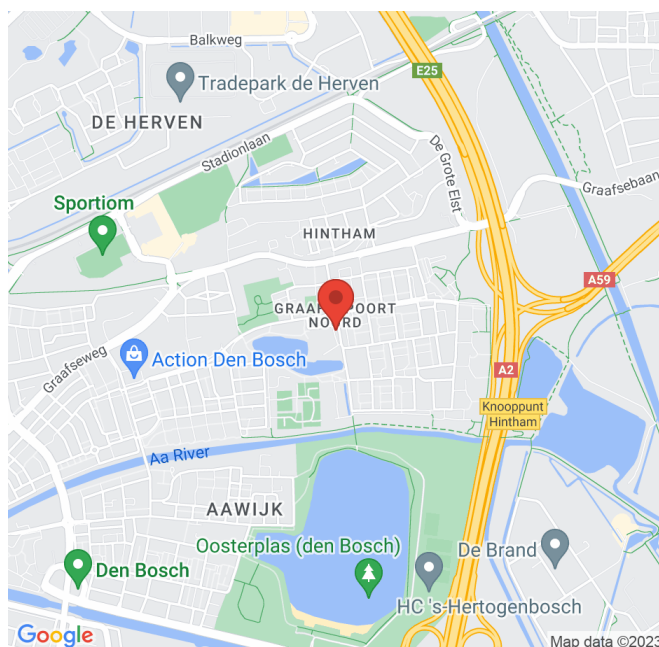 Balkweg
E25
Tradepark de Herven
DE HERVEN
Stadionlaan
De Grote Elst
Graafsebaan
Sportiom
HINTHAM
A59
GRAAFSEPOORT
NOORD
Action Den Bosch
Graafseweg
A2
Knooppunt
Hintham
Aa River
AAWIJK
Oosterplas (den Bosch)
De Brand
Den Bosch
HC 's-Hertogenbosch
Google
Map data ©2023